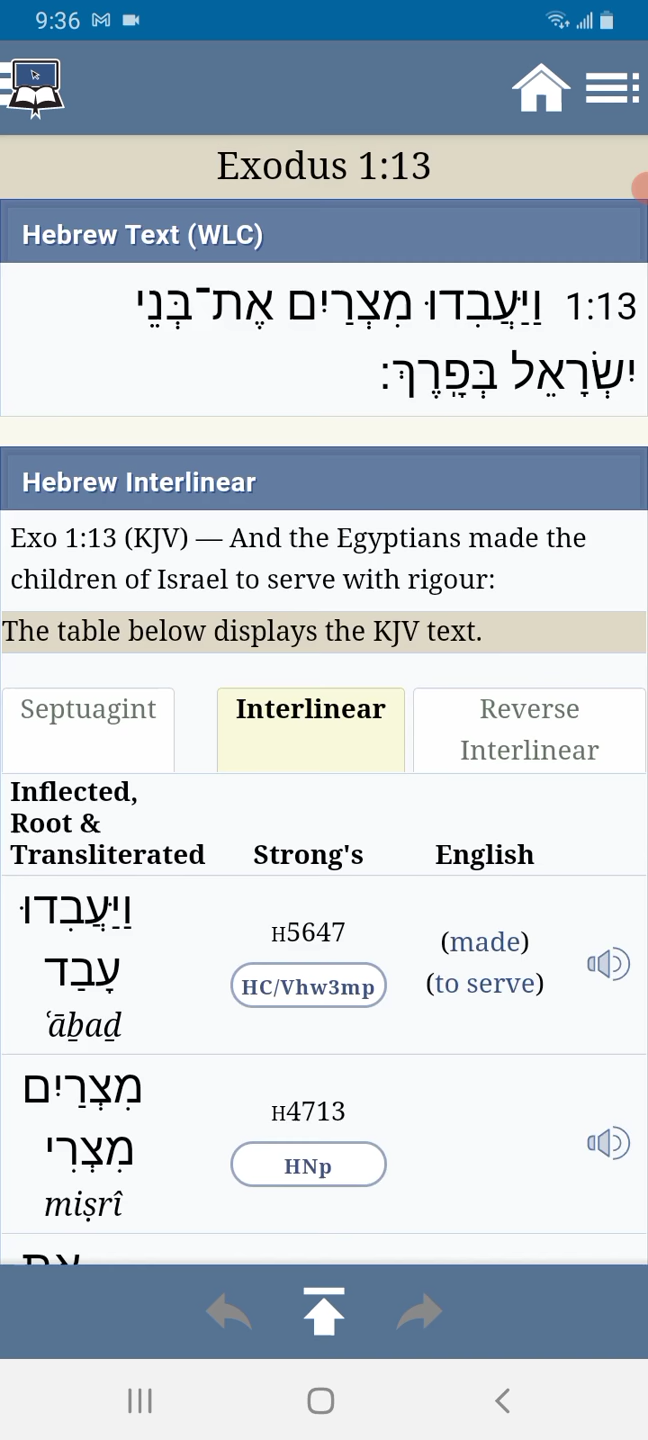 9:36
Exodus 1:13
Hebrew Text (WLC)
1:13 וַיַּעֲבִדוּ מִצְרַיִם אֶת־בְּנֵי
יִשְׂרָאֵל בְּפָרֶךְ׃
Hebrew Interlinear
Exo 1:13 (KJV) — And the Egyptians made the
children of Israel to serve with rigour:
The table below displays the KJV text.
Septuagint
Interlinear
Reverse
Interlinear
Inflected,
Root &
Transliterated
Strong's
English
וַיַּעֲבִדוּ
עָבַד
ʿāḇaḏ
H5647
HC/Vhw3mp
(made)
(to serve)
מִצְרַיִם
מִצְרִי
miṣrî
H4713
HNp